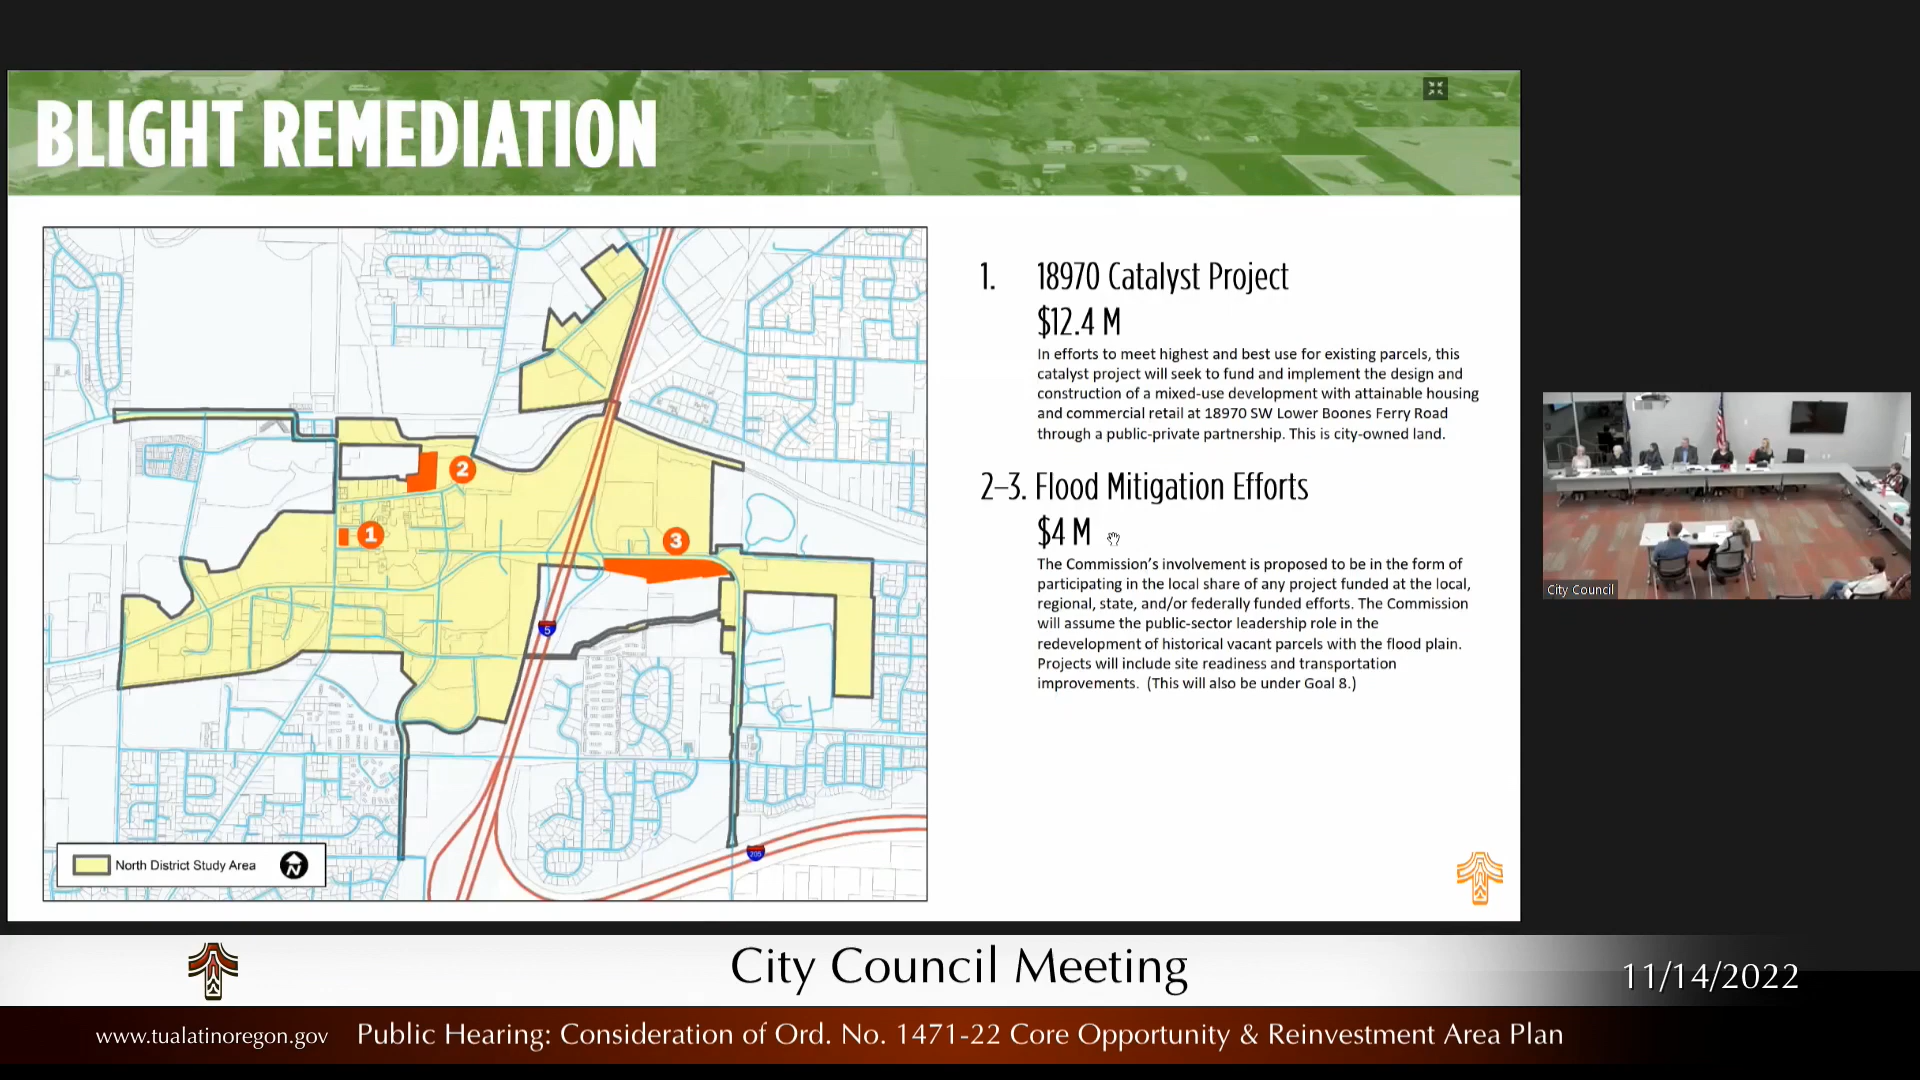 BLIGHT REMEDIATION
1. 18970 Catalyst Project
$12.4 M
In efforts to meet highest and best use for existing parcels, this
catalyst project will seek to fund and implement the design and
construction of a mixed-use development with attainable housing
and commercial retail at 18970 SW Lower Boones Ferry Road
through a public-private partnership. This is city-owned land.
2–3. Flood Mitigation Efforts
$4 M
The Commission's involvement is proposed to be in the form of
participating in the local share of any project funded at the local,
regional, state, and/or federally funded efforts. The Commission
will assume the public-sector leadership role in the
redevelopment of historical vacant parcels with the flood plain.
Projects will include site readiness and transportation
improvements. (This will also be under Goal 8.)
2
1
3
5
205
North District Study Area
N
City Council
City Council Meeting
11/14/2022
www.tualatinoregon.gov
Public Hearing: Consideration of Ord. No. 1471-22 Core Opportunity & Reinvestment Area Plan